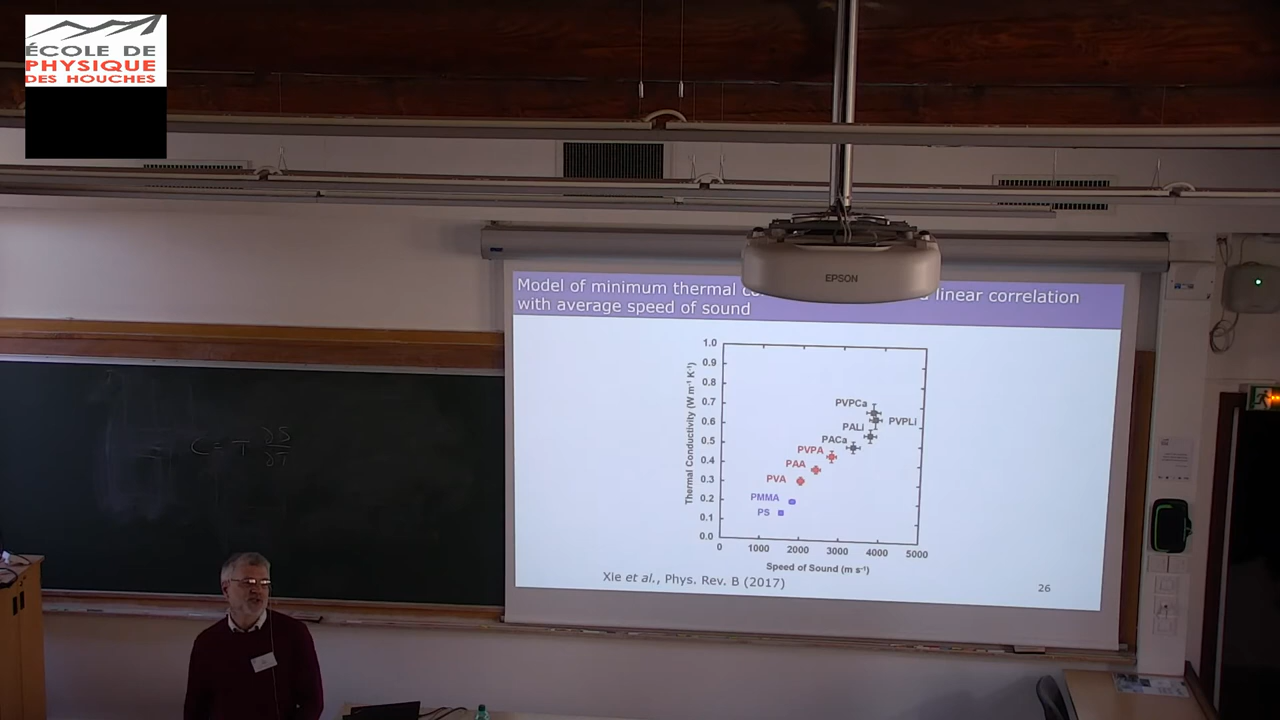 ÉCOLE DE
PHYSIQUE
DES HOUCHES
EPSON
Model of minimum thermal
linear correlation
with average speed of sound
1.0
0.9
0.8
0.7
0.6
0.5
0.4
0.3
0.2
0.1
0.0
Thermal Conductivity (W m⁻¹ K⁻¹)
PVPCa
PVPLi
PALi
PACa
PVPA
PAA
PVA
PMMA
PS
0 1000 2000 3000 4000 5000
Speed of Sound (m s⁻¹)
Xie et al., Phys. Rev. B (2017)
26
C = T ∂S/∂T